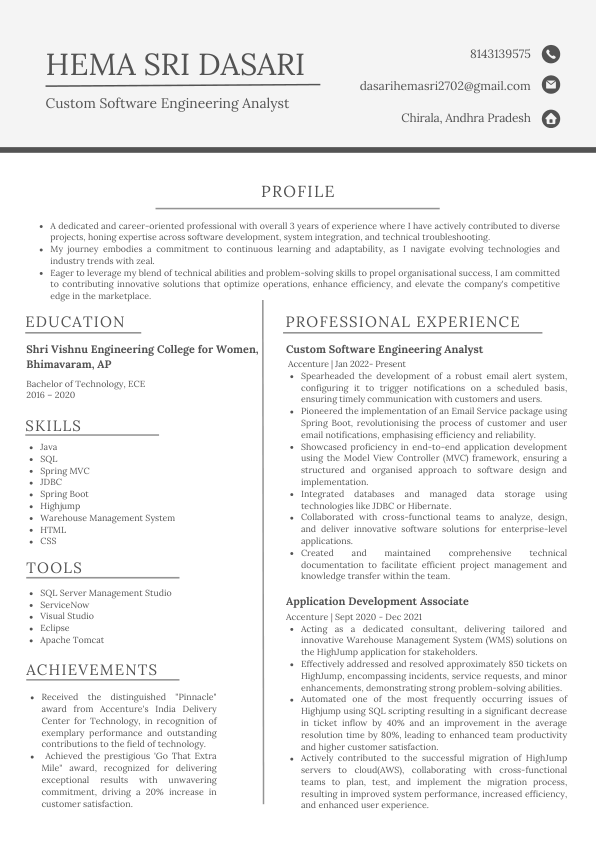 HEMA SRI DASARI
Custom Software Engineering Analyst
8143139575
dasarihemasri2702@gmail.com
Chirala, Andhra Pradesh
PROFILE
• A dedicated and career-oriented professional with overall 3 years of experience where I have actively contributed to diverse
projects, honing expertise across software development, system integration, and technical troubleshooting.
• My journey embodies a commitment to continuous learning and adaptability, as I navigate evolving technologies and
industry trends with zeal.
• Eager to leverage my blend of technical abilities and problem-solving skills to propel organisational success, I am committed
to contributing innovative solutions that optimize operations, enhance efficiency, and elevate the company's competitive
edge in the marketplace.
EDUCATION
Shri Vishnu Engineering College for Women,
Bhimavaram, AP
Bachelor of Technology, ECE
2016 – 2020
SKILLS
• Java
• SQL
• Spring MVC
• JDBC
• Spring Boot
• Highjump
• Warehouse Management System
• HTML
• CSS
TOOLS
• SQL Server Management Studio
• ServiceNow
• Visual Studio
• Eclipse
• Apache Tomcat
ACHIEVEMENTS
• Received the distinguished "Pinnacle"
award from Accenture's India Delivery
Center for Technology, in recognition of
exemplary performance and outstanding
contributions to the field of technology.
• Achieved the prestigious 'Go That Extra
Mile" award, recognized for delivering
exceptional results with unwavering
commitment, driving a 20% increase in
customer satisfaction.
PROFESSIONAL EXPERIENCE
Custom Software Engineering Analyst
Accenture | Jan 2022- Present
• Spearheaded the development of a robust email alert system,
configuring it to trigger notifications on a scheduled basis,
ensuring timely communication with customers and users.
• Pioneered the implementation of an Email Service package using
Spring Boot, revolutionising the process of customer and user
email notifications, emphasising efficiency and reliability.
• Showcased proficiency in end-to-end application development
using the Model View Controller (MVC) framework, ensuring a
structured and organised approach to software design and
implementation.
• Integrated databases and managed data storage using
technologies like JDBC or Hibernate.
• Collaborated with cross-functional teams to analyze, design,
and deliver innovative software solutions for enterprise-level
applications.
• Created and maintained comprehensive technical
documentation to facilitate efficient project management and
knowledge transfer within the team.
Application Development Associate
Accenture | Sept 2020 - Dec 2021
• Acting as a dedicated consultant, delivering tailored and
innovative Warehouse Management System (WMS) solutions on
the HighJump application for stakeholders.
• Effectively addressed and resolved approximately 850 tickets on
HighJump, encompassing incidents, service requests, and minor
enhancements, demonstrating strong problem-solving abilities.
• Automated one of the most frequently occurring issues of
Highjump using SQL scripting resulting in a significant decrease
in ticket inflow by 40% and an improvement in the average
resolution time by 80%, leading to enhanced team productivity
and higher customer satisfaction.
• Actively contributed to the successful migration of HighJump
servers to cloud(AWS), collaborating with cross-functional
teams to plan, test, and implement the migration process,
resulting in improved system performance, increased efficiency,
and enhanced user experience.